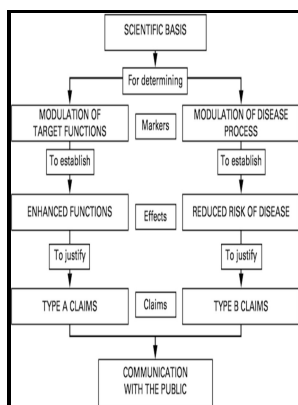 SCIENTIFIC BASIS
For determining
MODULATION OF
TARGET FUNCTIONS
Markers
MODULATION OF DISEASE
PROCESS
To establish
To establish
ENHANCED FUNCTIONS
Effects
REDUCED RISK OF DISEASE
To justify
To justify
TYPE A CLAIMS
Claims
TYPE B CLAIMS
COMMUNICATION
WITH THE PUBLIC